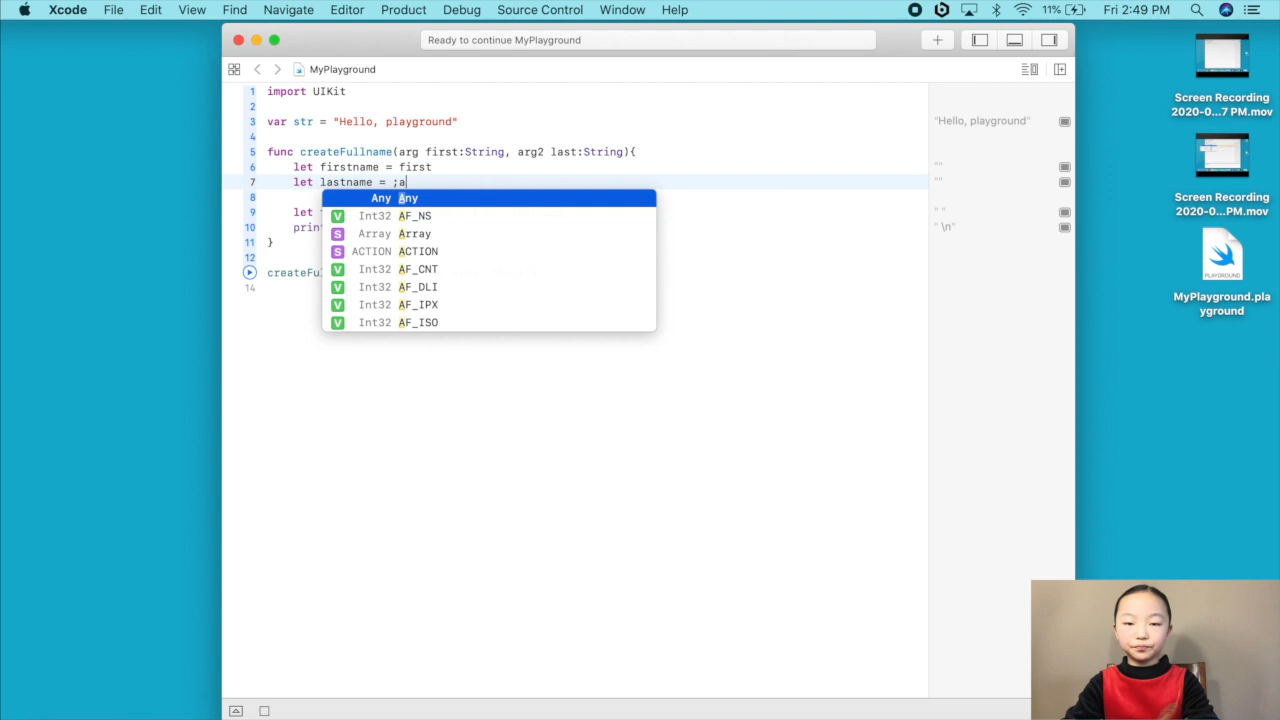 Xcode File Edit View Find Navigate Editor Product Debug Source Control Window Help 11% Fri 2:49 PM
Ready to continue MyPlayground
MyPlayground
1 import UIKit
2
3 var str = "Hello, playground" "Hello, playground"
4
5 func createFullname(arg first:String, arg2 last:String){
6 let firstname = first ""
7 let lastname = ;a ""
8 Any Any
V Int32 AF_NS
9 let " "
10 prin "\n"
S Array Array
11 }
S ACTION ACTION
12
V Int32 AF_CNT
createFu
14
V Int32 AF_DLI
V Int32 AF_IPX
V Int32 AF_ISO
Screen Recording
2020-0...7 PM.mov
Screen Recording
2020-0...PM.mov
PLAYGROUND
MyPlayground.pla
yground